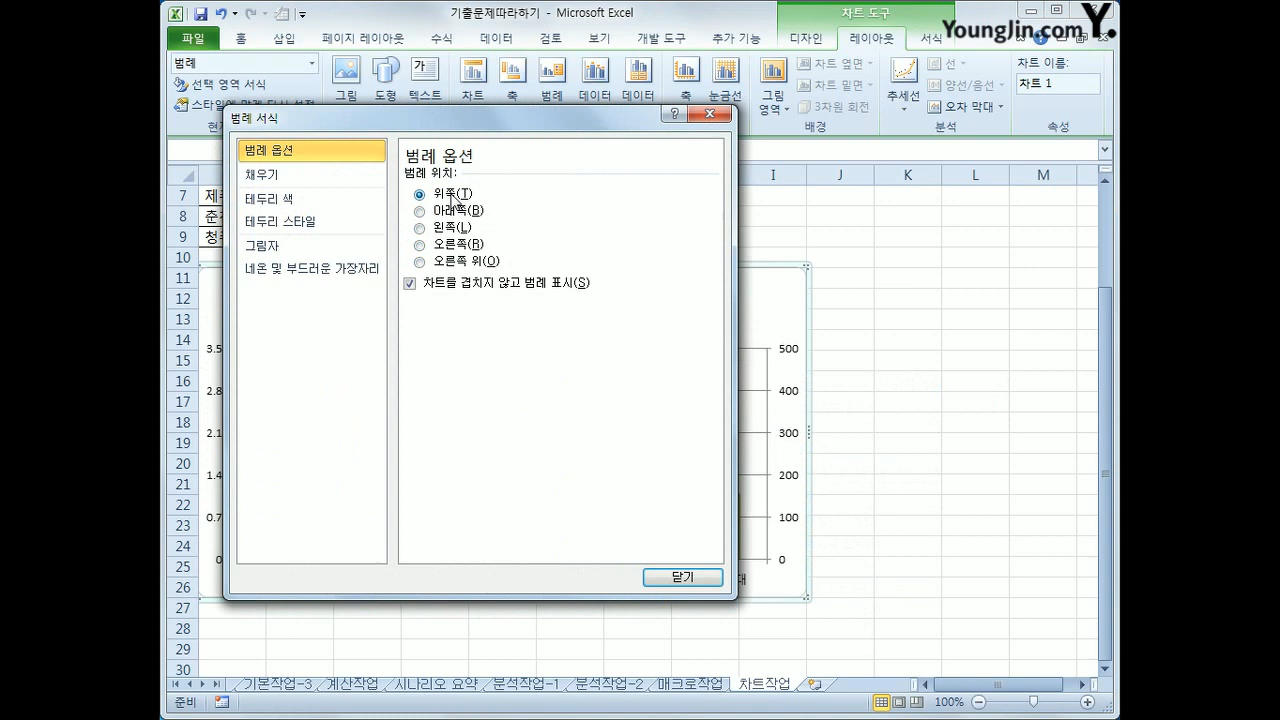 기출문제따라하기 - Microsoft Excel
차트 도구
YoungJin.com Y.
파일 홈 삽입 페이지 레이아웃 수식 데이터 검토 보기 개발 도구 추가 기능 디자인 레이아웃 서식
범례
선택 영역 서식
그림 도형 텍스트 차트 축 범례 데이터 데이터 축 눈금선 그림 영역 추세선
차트 옆면
차트 밑면
3차원 회전
선
양선/음선
오차 막대
차트 이름:
차트 1
배경 분석 속성
범례 서식
범례 옵션
채우기
테두리 색
테두리 스타일
그림자
네온 및 부드러운 가장자리
범례 옵션
범례 위치:
위쪽(T)
아래쪽(B)
왼쪽(L)
오른쪽(R)
오른쪽 위(O)
차트를 겹치지 않고 범례 표시(S)
닫기
I J K L M
7
8
9
10
11
12
13
14
15
16
17
18
19
20
21
22
23
24
25
26
27
28
29
30
3.5
2.8
2.1
1.4
0.7
0
500
400
300
200
100
0
기본작업-3 계산작업 시나리오 요약 분석작업-1 분석작업-2 매크로작업 차트작업
준비 100%